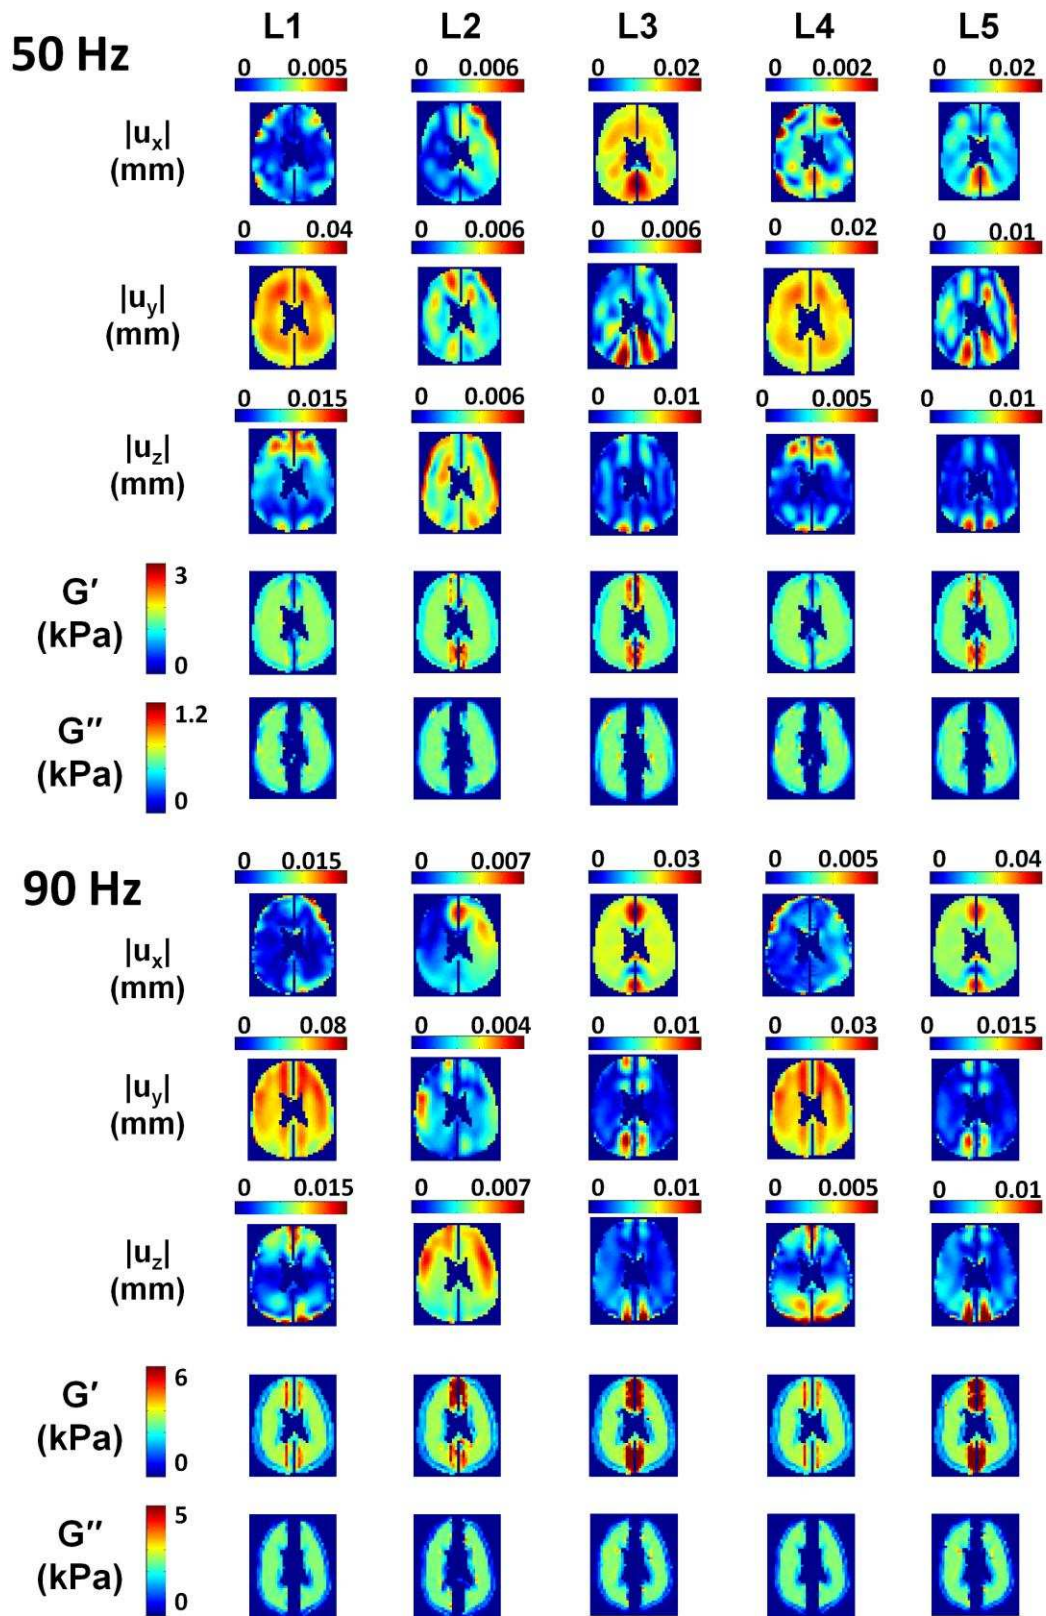 L1 L2 L3 L4 L5
50 Hz
0 0.005 0 0.006 0 0.02 0 0.002 0 0.02
|uₓ|
(mm)
0 0.04 0 0.006 0 0.006 0 0.02 0 0.01
|u_y|
(mm)
0 0.015 0 0.006 0 0.01 0 0.005 0 0.01
|u_z|
(mm)
G′
(kPa)
3
0
G″
(kPa)
1.2
0
90 Hz
0 0.015 0 0.007 0 0.03 0 0.005 0 0.04
|uₓ|
(mm)
0 0.08 0 0.004 0 0.01 0 0.03 0 0.015
|u_y|
(mm)
0 0.015 0 0.007 0 0.01 0 0.005 0 0.01
|u_z|
(mm)
G′
(kPa)
6
0
G″
(kPa)
5
0